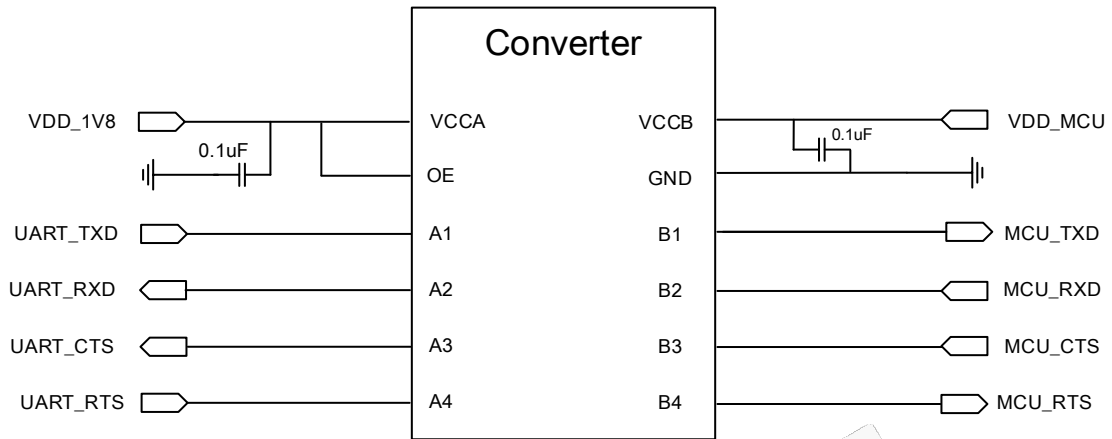 Converter
VDD_1V8
VCCA
VCCB
VDD_MCU
0.1uF
0.1uF
OE
GND
UART_TXD
A1
B1
MCU_TXD
UART_RXD
A2
B2
MCU_RXD
UART_CTS
A3
B3
MCU_CTS
UART_RTS
A4
B4
MCU_RTS